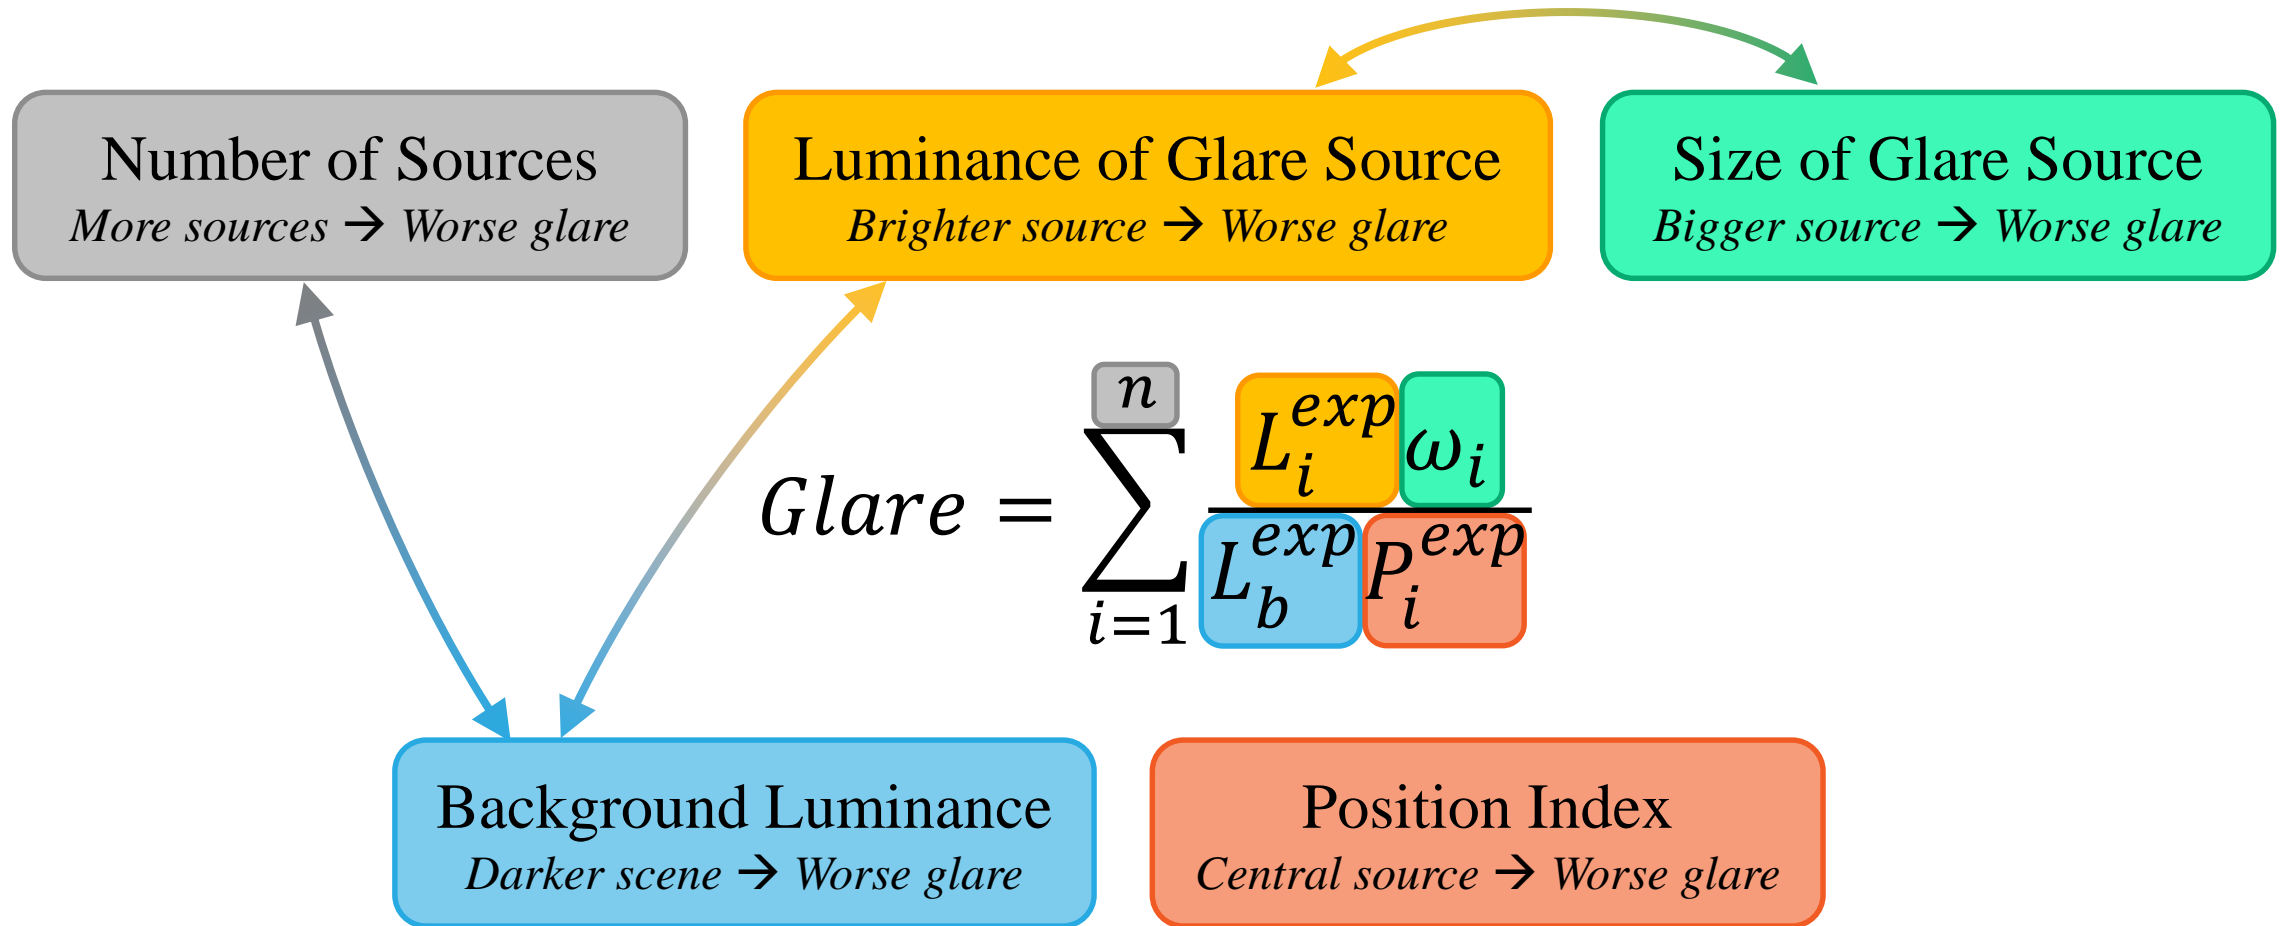 Number of Sources
More sources → Worse glare
Luminance of Glare Source
Brighter source → Worse glare
Size of Glare Source
Bigger source → Worse glare
Glare = \sum_{i=1}^{n} \frac{L_i^{exp} ω_i}{L_b^{exp} P_i^{exp}}
Background Luminance
Darker scene → Worse glare
Position Index
Central source → Worse glare